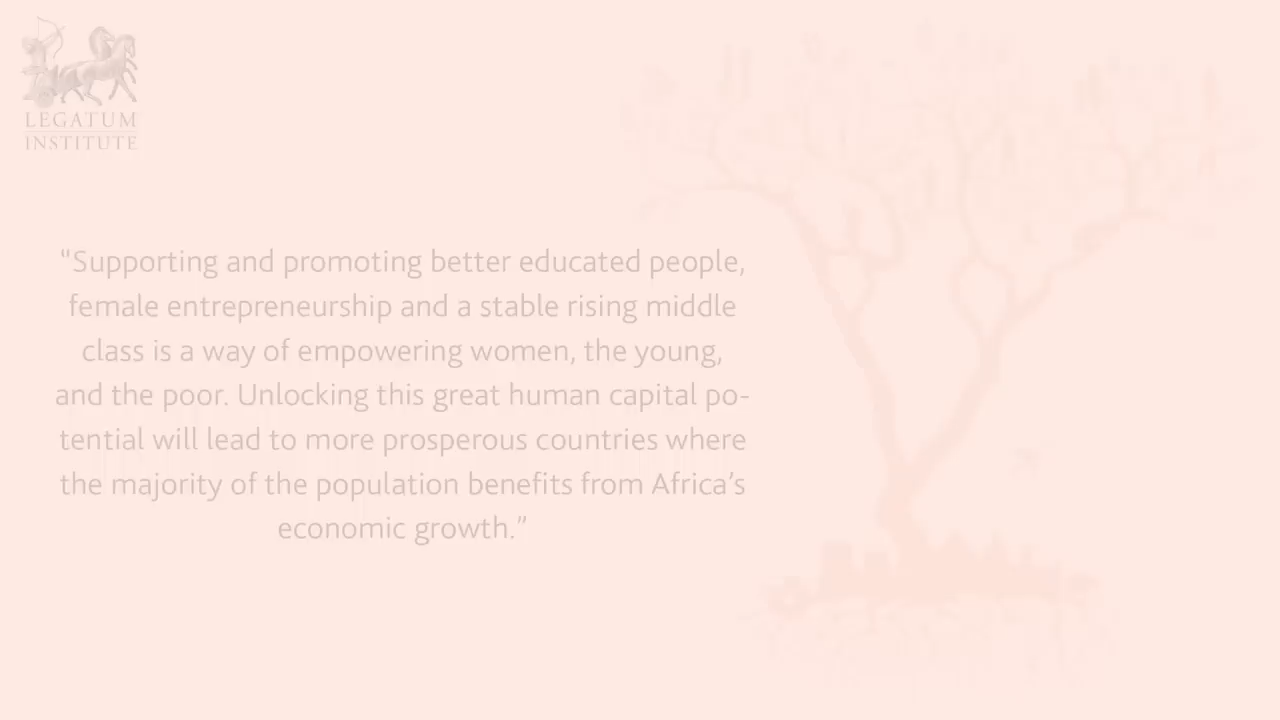 LEGATUM
INSTITUTE
“Supporting and promoting better educated people,
female entrepreneurship and a stable rising middle
class is a way of empowering women, the young,
and the poor. Unlocking this great human capital po-
tential will lead to more prosperous countries where
the majority of the population benefits from Africa’s
economic growth.”